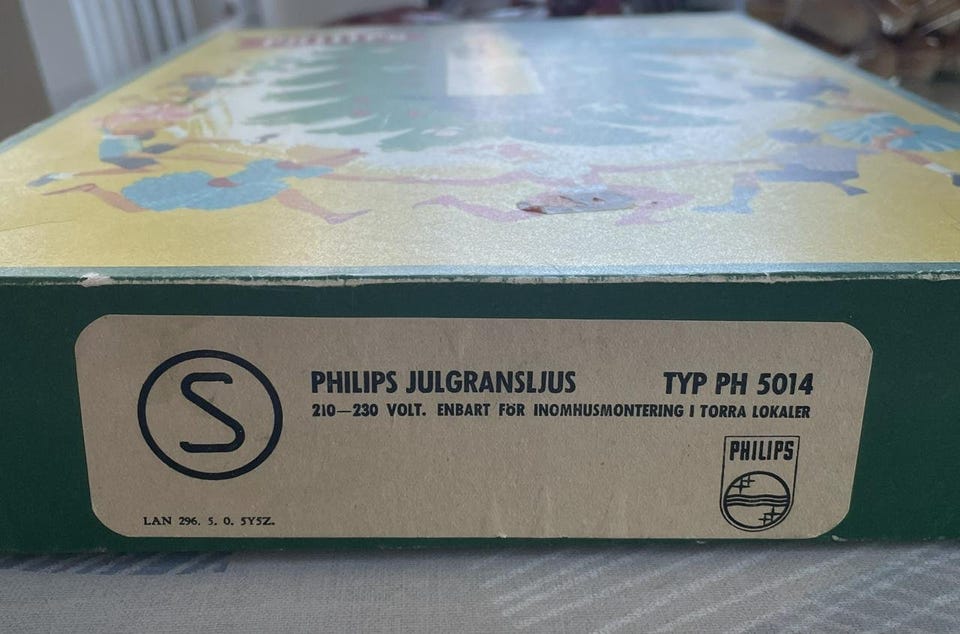 PHILIPS
S
PHILIPS JULGRANSLJUS
TYP PH 5014
210—230 VOLT. ENBART FÖR INOMHUSMONTERING I TORRA LOKALER
PHILIPS
LAN 296. 5. 0. 5Y5Z.